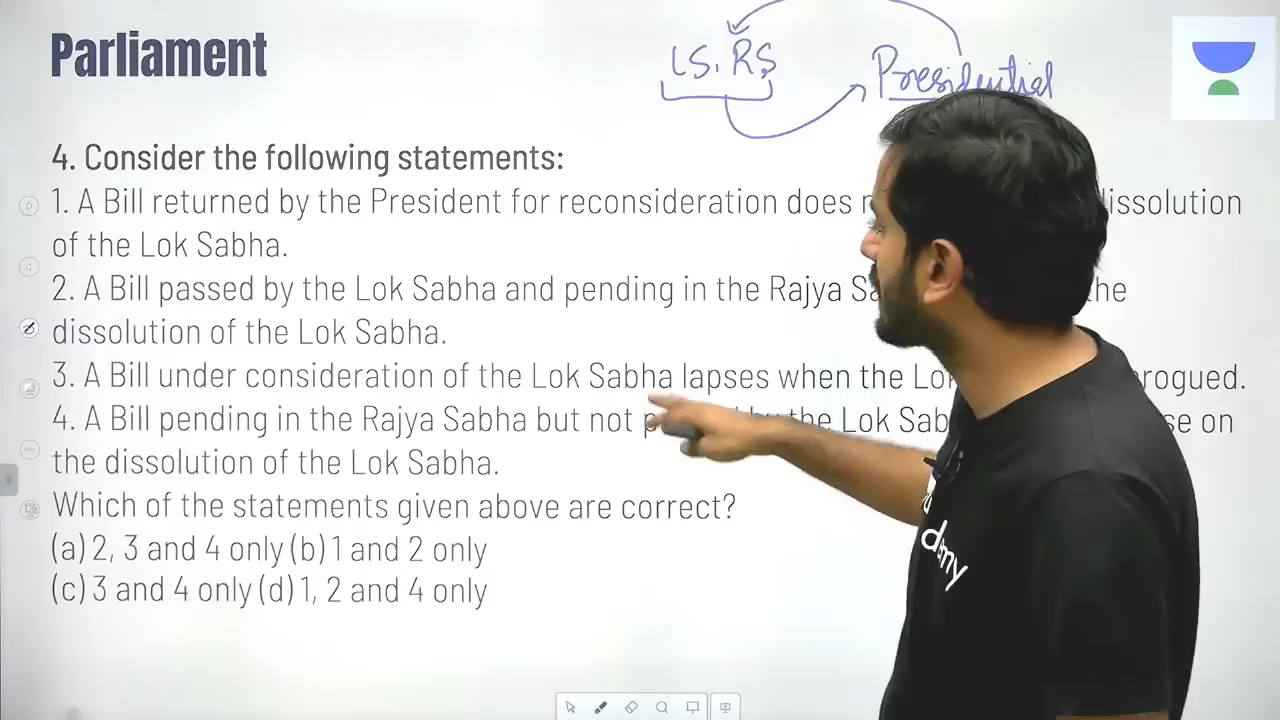 Parliament
LS. RS
Presidential
4. Consider the following statements:
1. A Bill returned by the President for reconsideration does dissolution
of the Lok Sabha.
2. A Bill passed by the Lok Sabha and pending in the Rajya the
dissolution of the Lok Sabha.
3. A Bill under consideration of the Lok Sabha lapses when the
4. A Bill pending in the Rajya Sabha but not by the Lok on
the dissolution of the Lok Sabha.
Which of the statements given above are correct?
(a) 2, 3 and 4 only (b) 1 and 2 only
(c) 3 and 4 only (d) 1, 2 and 4 only